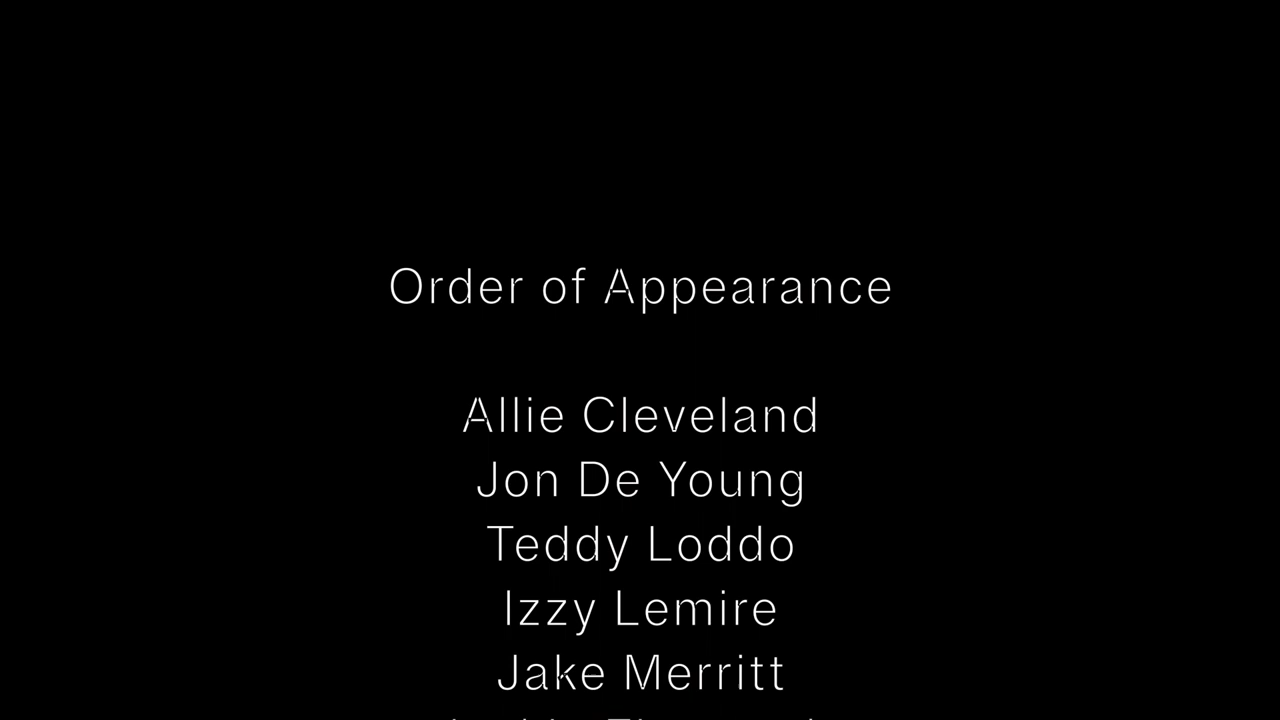 Order of Appearance
Allie Cleveland
Jon De Young
Teddy Loddo
Izzy Lemire
Jake Merritt